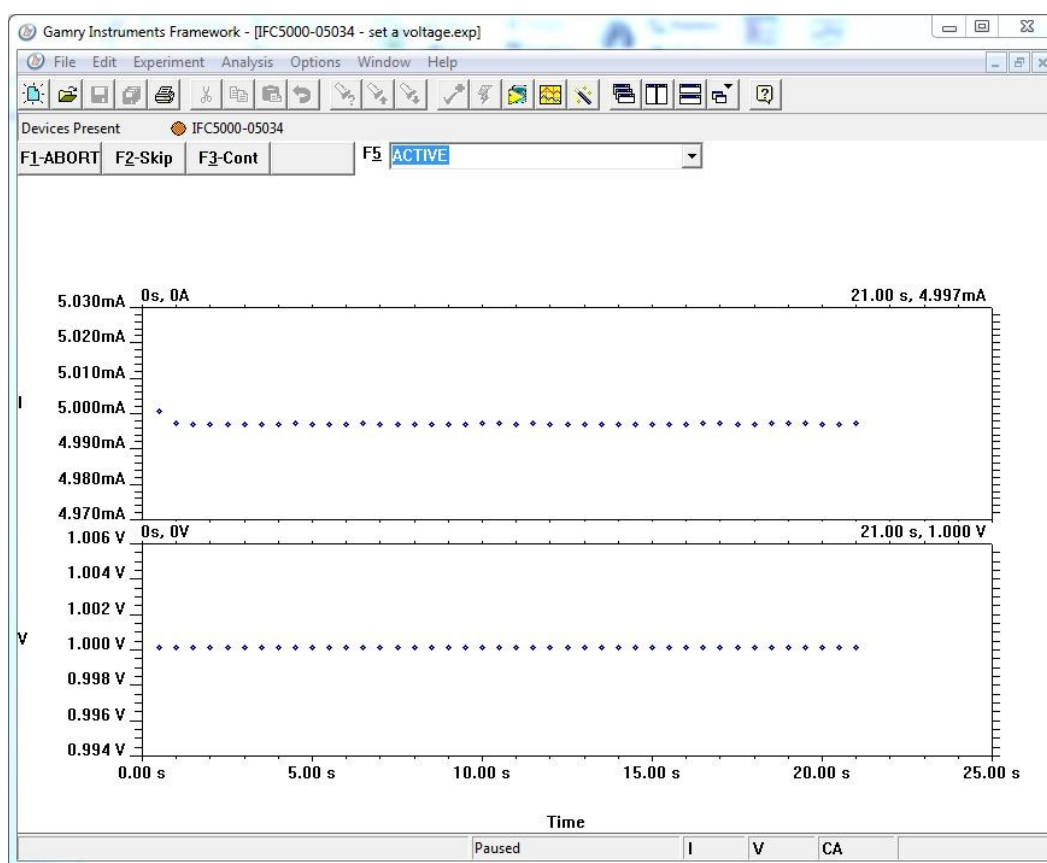 Gamry Instruments Framework - [IFC5000-05034 - set a voltage.exp]
File Edit Experiment Analysis Options Window Help
Devices Present IFC5000-05034
F1-ABORT F2-Skip F3-Cont F5 ACTIVE
0s, 0A 21.00 s, 4.997mA
5.030mA
5.020mA
5.010mA
I
5.000mA
4.990mA
4.980mA
4.970mA
0s, 0V 21.00 s, 1.000 V
1.006 V
1.004 V
1.002 V
V
1.000 V
0.998 V
0.996 V
0.994 V
0.00 s 5.00 s 10.00 s 15.00 s 20.00 s 25.00 s
Time
Paused I V CA